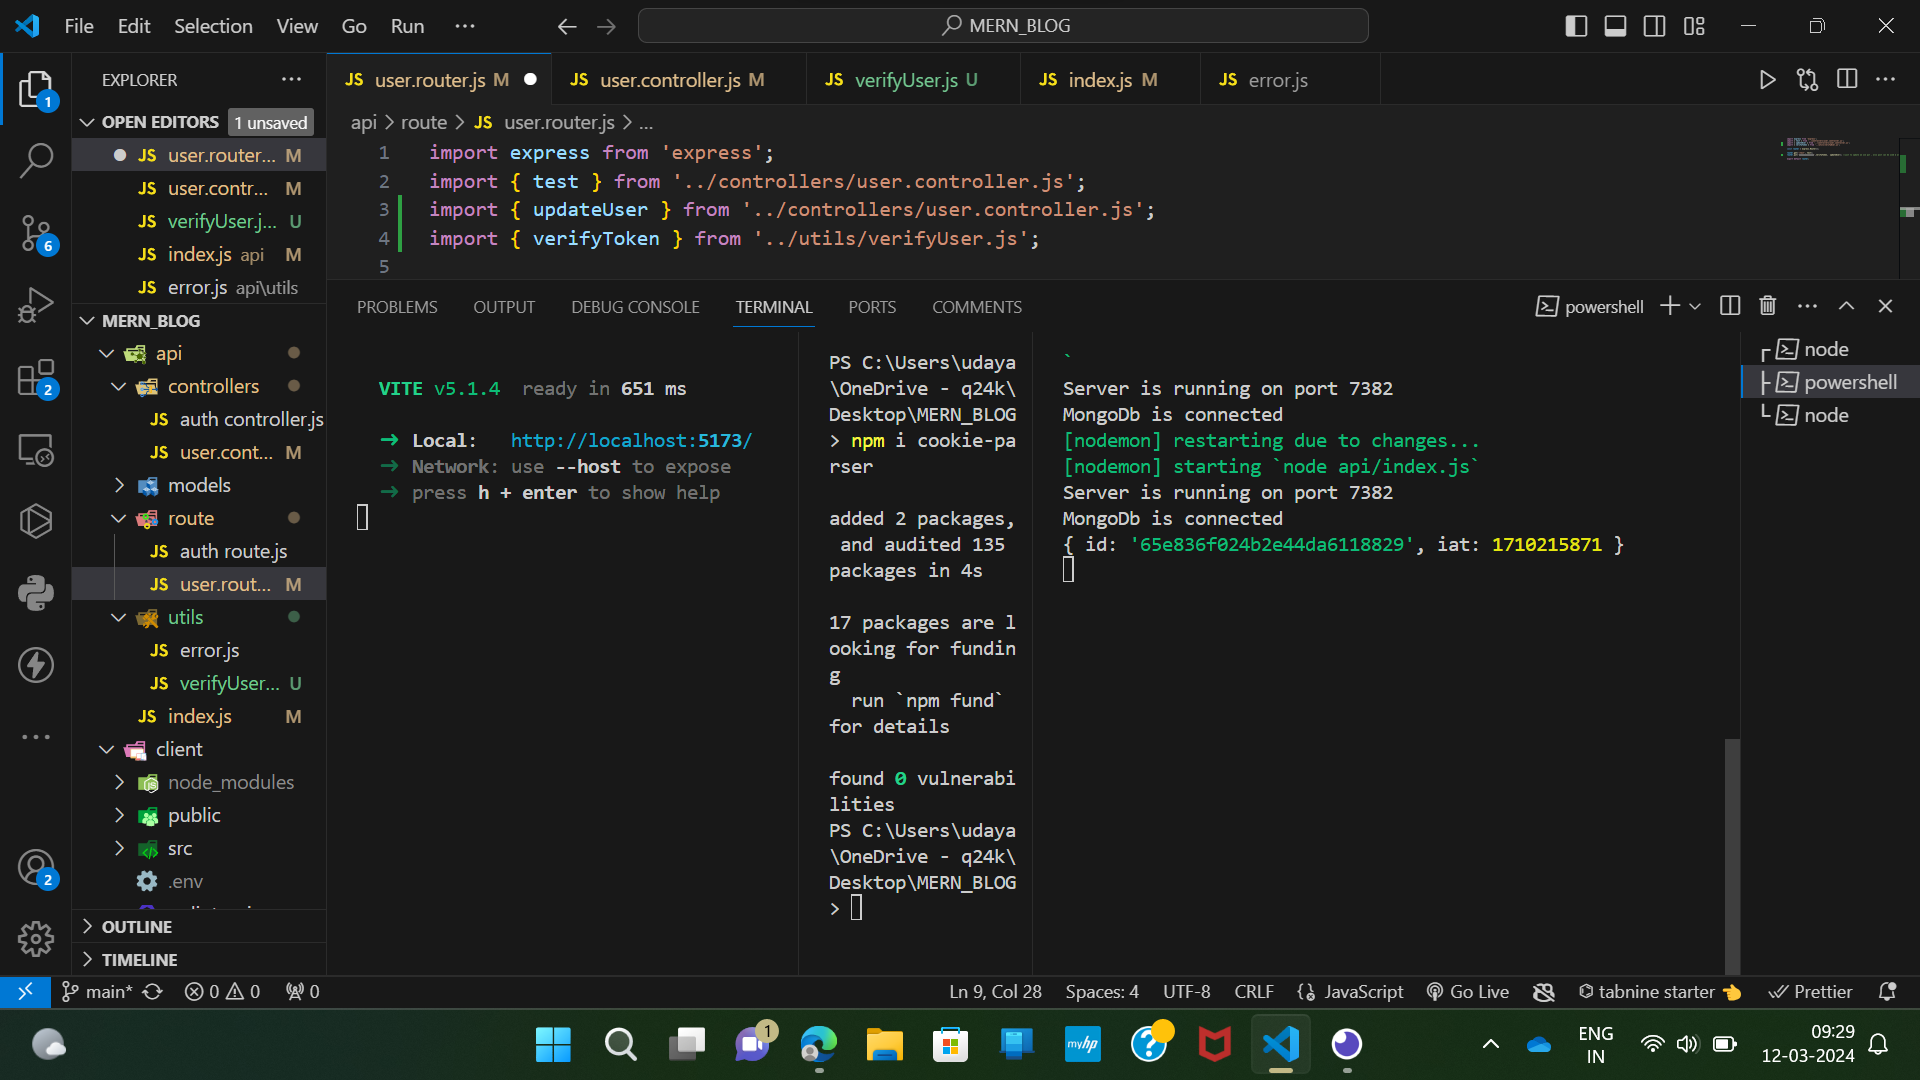 File Edit Selection View Go Run ...
MERN_BLOG
EXPLORER ...
OPEN EDITORS 1 unsaved
JS user.router... M
JS user.contr... M
JS verifyUser.j... U
JS index.js api M
JS error.js api\utils
MERN_BLOG
api
controllers
JS auth controller.js
JS user.cont... M
models
route
JS auth route.js
JS user.rout... M
utils
JS error.js
JS verifyUser... U
JS index.js M
client
node_modules
public
src
.env
OUTLINE
TIMELINE
1
6
2
2
JS user.router.js M
JS user.controller.js M
JS verifyUser.js U
JS index.js M
JS error.js
api > route > JS user.router.js > ...
1 import express from 'express';
2 import { test } from '../controllers/user.controller.js';
3 import { updateUser } from '../controllers/user.controller.js';
4 import { verifyToken } from '../utils/verifyUser.js';
5
PROBLEMS OUTPUT DEBUG CONSOLE TERMINAL PORTS COMMENTS
powershell
VITE v5.1.4 ready in 651 ms
➜ Local: http://localhost:5173/
➜ Network: use --host to expose
➜ press h + enter to show help
PS C:\Users\udaya
\OneDrive - q24k\
Desktop\MERN_BLOG
> npm i cookie-pa
rser
added 2 packages,
and audited 135
packages in 4s
17 packages are l
ooking for fundin
g
run `npm fund`
for details
found 0 vulnerabi
lities
PS C:\Users\udaya
\OneDrive - q24k\
Desktop\MERN_BLOG
>
`
Server is running on port 7382
MongoDb is connected
[nodemon] restarting due to changes...
[nodemon] starting `node api/index.js`
Server is running on port 7382
MongoDb is connected
{ id: '65e836f024b2e44da6118829', iat: 1710215871 }
node
powershell
node
main* 0 0 0
Ln 9, Col 28 Spaces: 4 UTF-8 CRLF JavaScript Go Live tabnine starter Prettier
1
myhp
ENG
IN
09:29
12-03-2024